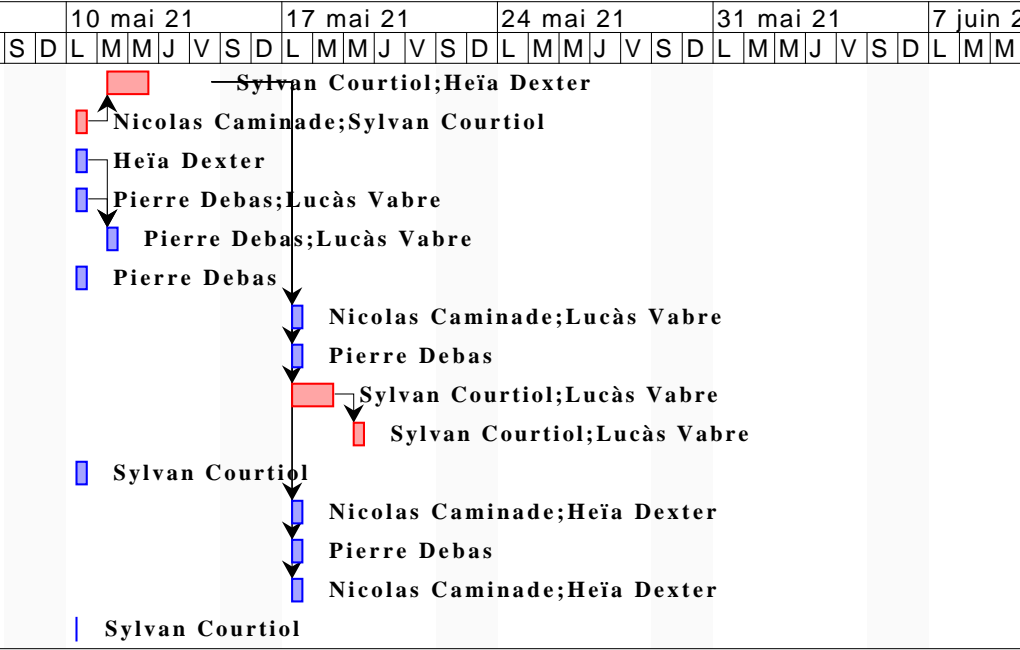 10 mai 21 17 mai 21 24 mai 21 31 mai 21 7 juin 2
S D L M M J V S D L M M J V S D L M M J V S D L M M J V S D L M M
Sylvan Courtiol;Heïa Dexter
Nicolas Caminade;Sylvan Courtiol
Heïa Dexter
Pierre Debas;Lucàs Vabre
Pierre Debas;Lucàs Vabre
Pierre Debas
Nicolas Caminade;Lucàs Vabre
Pierre Debas
Sylvan Courtiol;Lucàs Vabre
Sylvan Courtiol;Lucàs Vabre
Sylvan Courtiol
Nicolas Caminade;Heïa Dexter
Pierre Debas
Nicolas Caminade;Heïa Dexter
Sylvan Courtiol